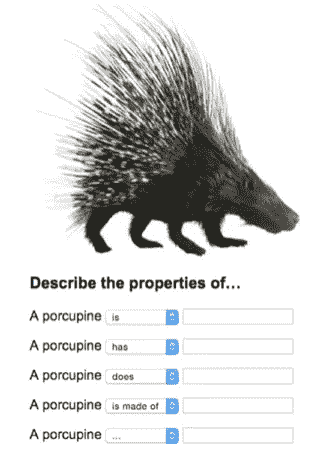 Describe the properties of...
A porcupine is
A porcupine has
A porcupine does
A porcupine is made of
A porcupine ...